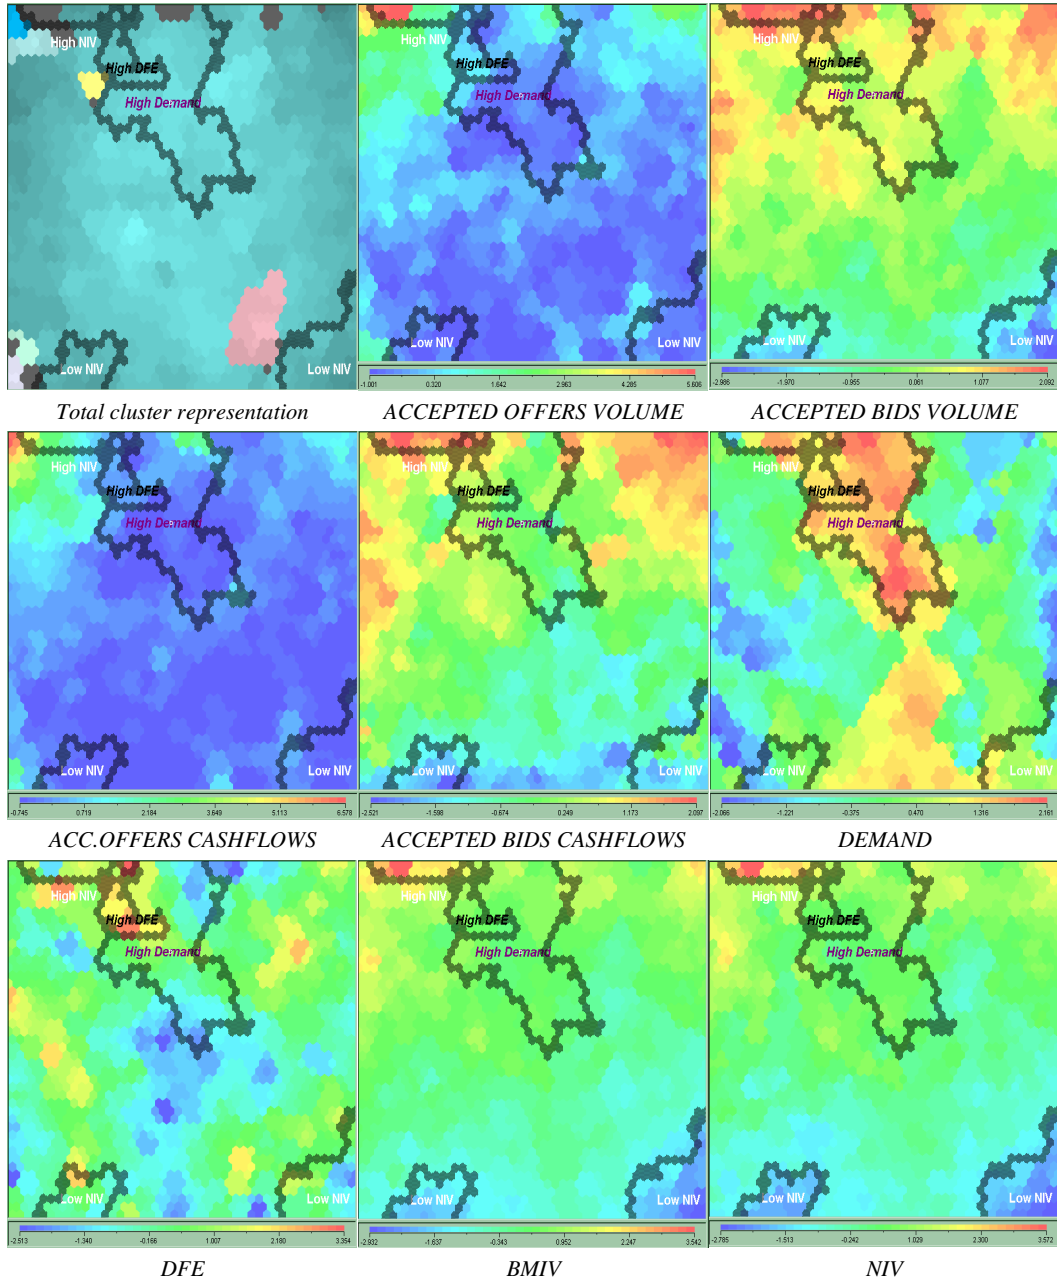 High NIV
High DFE
High Demand
Low NIV
Low NIV
Total cluster representation
High NIV
High DFE
High Demand
Low NIV
Low NIV
-1.001 0.320 1.642 2.963 4.285 5.606
ACCEPTED OFFERS VOLUME
High NIV
High DFE
High Demand
Low NIV
Low NIV
-2.986 -1.970 -0.955 0.061 1.077 2.092
ACCEPTED BIDS VOLUME
High NIV
High DFE
High Demand
Low NIV
Low NIV
-0.745 0.719 2.184 3.649 5.113 6.578
ACC.OFFERS CASHFLOWS
High NIV
High DFE
High Demand
Low NIV
Low NIV
-2.521 -1.598 -0.674 0.249 1.173 2.097
ACCEPTED BIDS CASHFLOWS
High NIV
High DFE
High Demand
Low NIV
Low NIV
-2.066 -1.221 -0.375 0.470 1.316 2.161
DEMAND
High NIV
High DFE
High Demand
Low NIV
Low NIV
-2.513 -1.340 -0.166 1.007 2.180 3.354
DFE
High NIV
High DFE
High Demand
Low NIV
Low NIV
-2.932 -1.637 -0.343 0.952 2.247 3.542
BMIV
High NIV
High DFE
High Demand
Low NIV
Low NIV
-2.785 -1.513 -0.242 1.029 2.300 3.572
NIV